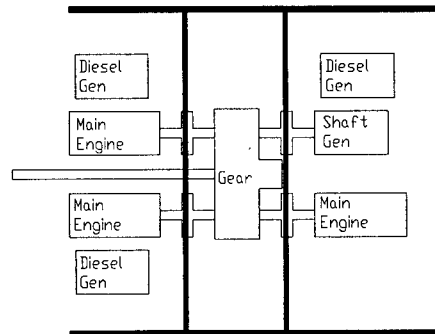 Diesel
Gen
Diesel
Gen
Main
Engine
Shaft
Gen
Gear
Main
Engine
Main
Engine
Diesel
Gen